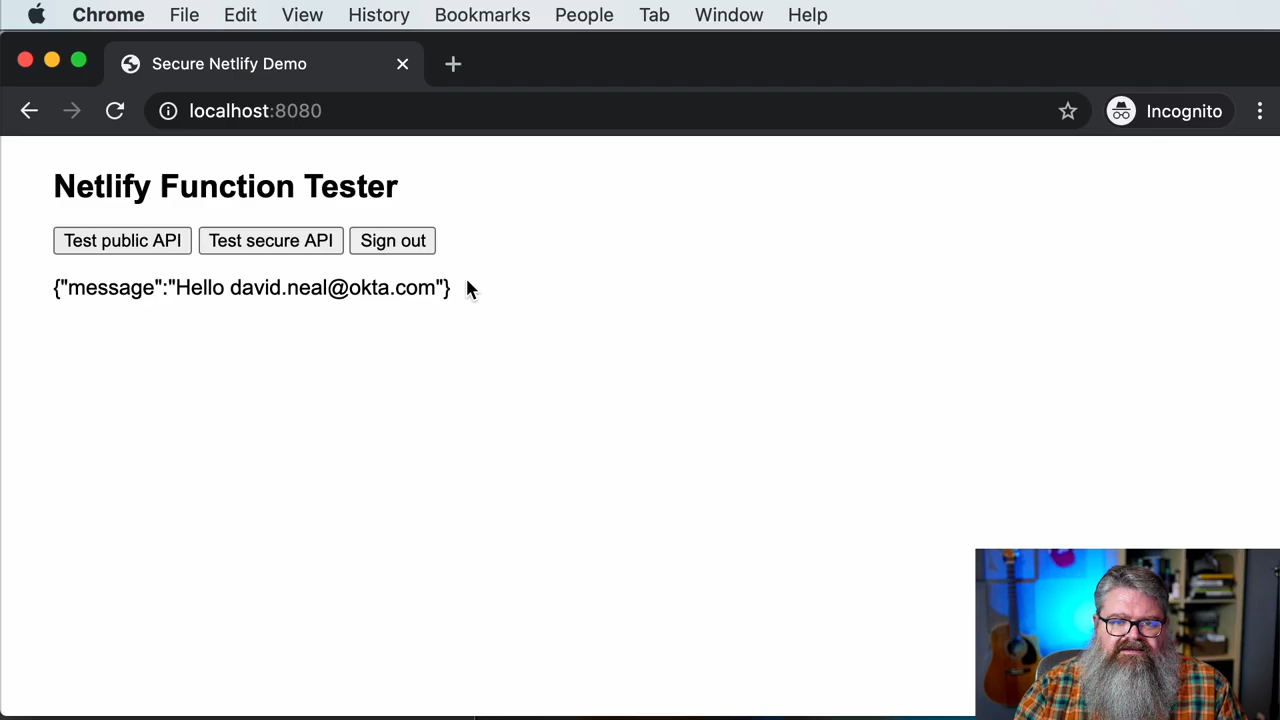 Chrome File Edit View History Bookmarks People Tab Window Help
Secure Netlify Demo
localhost:8080
Incognito
Netlify Function Tester
Test public API Test secure API Sign out
{"message":"Hello david.neal@okta.com"}